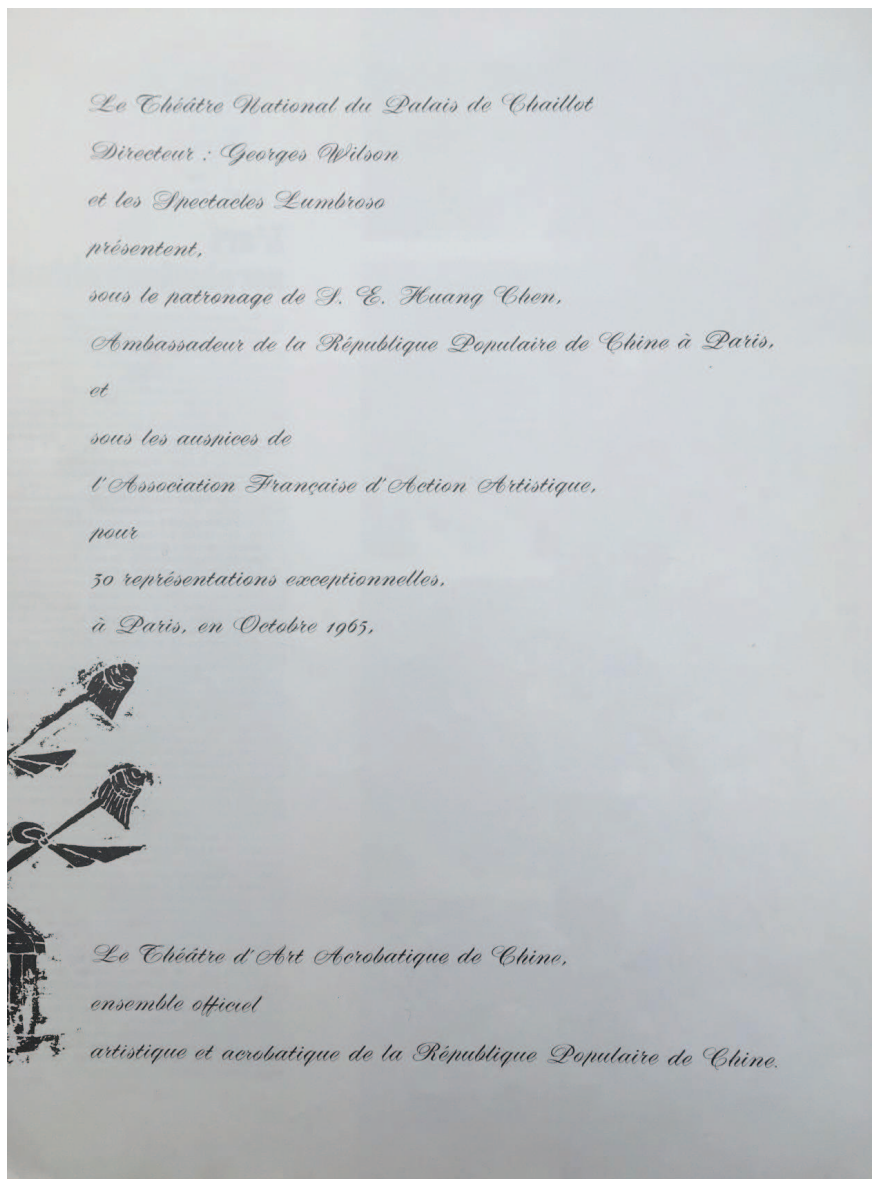 Le Théâtre National du Palais de Chaillot
Directeur : Georges Wilson
et les Spectacles Lumbroso
présentent,
sous le patronage de S. E. Huang Chen,
Ambassadeur de la République Populaire de Chine à Paris,
et
sous les auspices de
l'Association Française d'Action Artistique,
pour
30 représentations exceptionnelles,
à Paris, en Octobre 1965,
Le Théâtre d'Art Acrobatique de Chine,
ensemble officiel
artistique et acrobatique de la République Populaire de Chine.